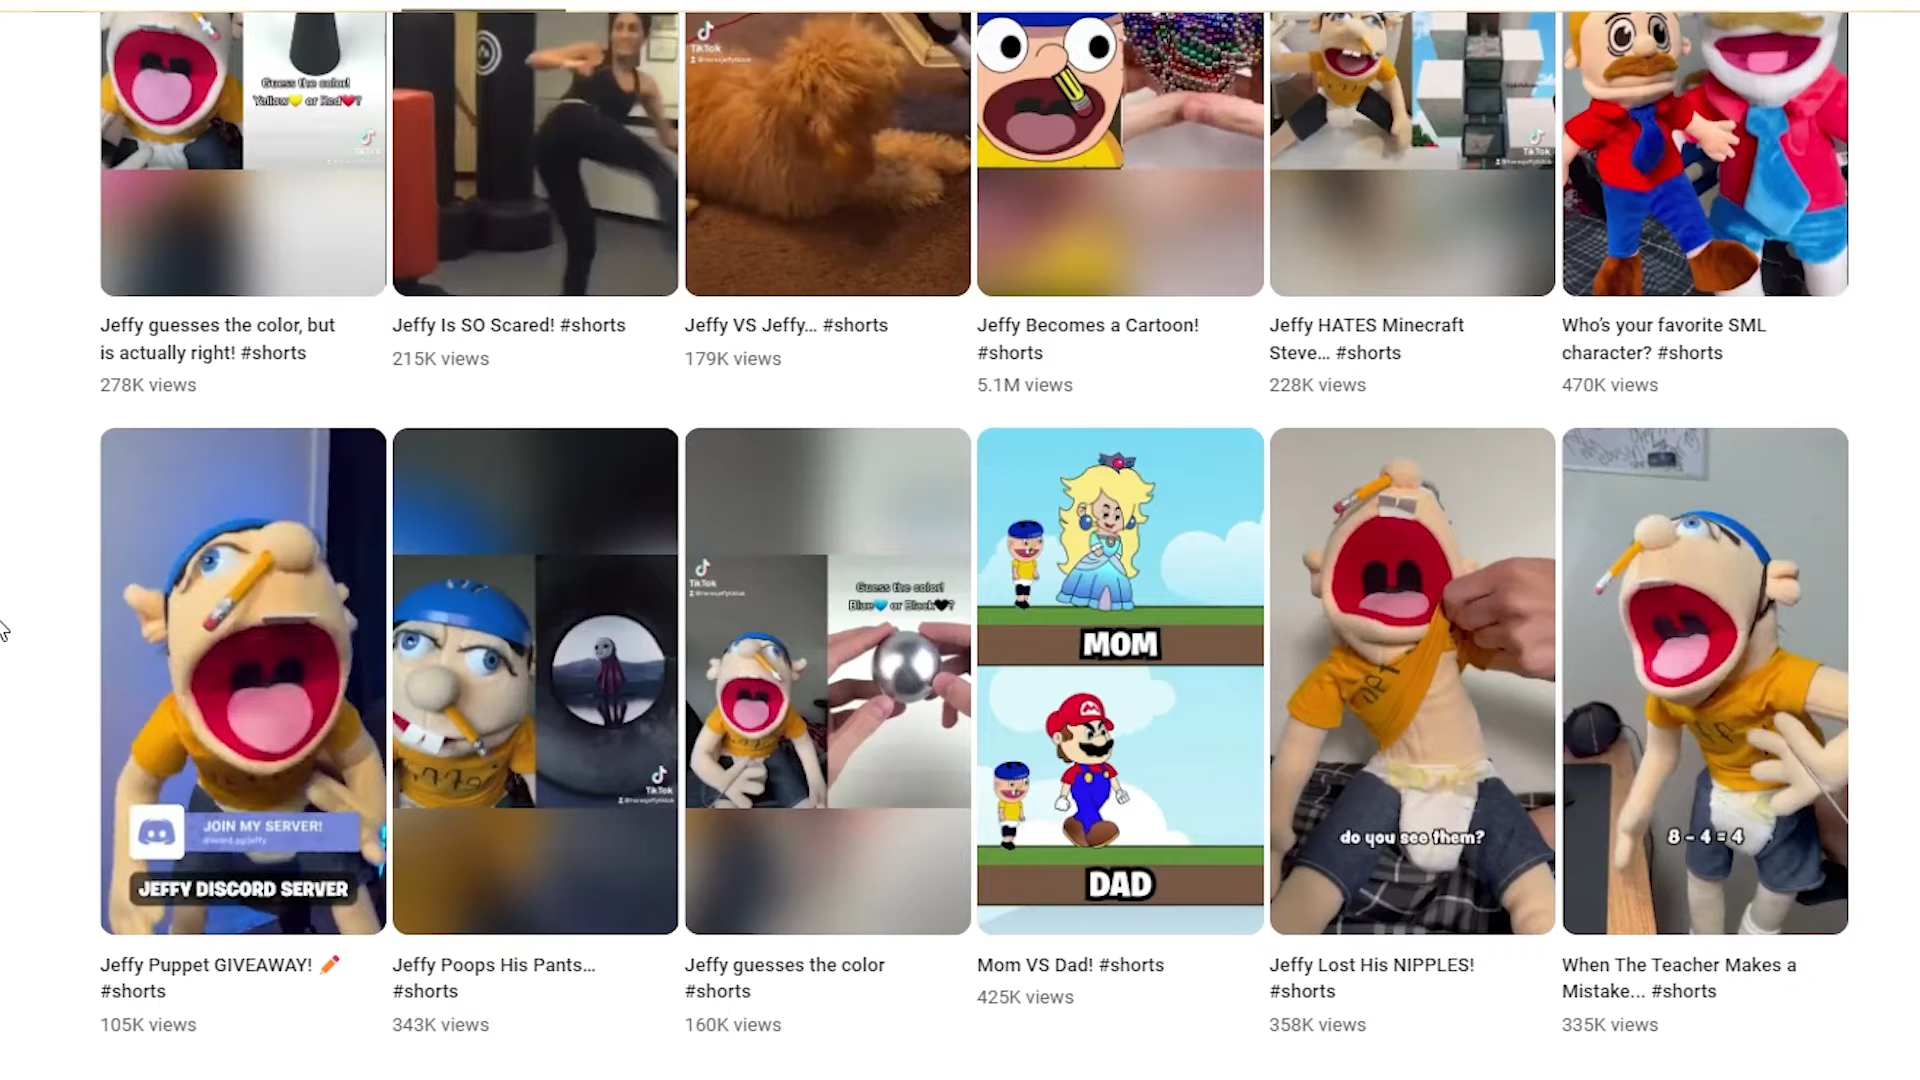 Guess the color!
Yellow💛 or Red❤️?
TikTok
TikTok
TikTok
Jeffy guesses the color, but
is actually right! #shorts
278K views
Jeffy Is SO Scared! #shorts
215K views
Jeffy VS Jeffy... #shorts
179K views
Jeffy Becomes a Cartoon!
#shorts
5.1M views
Jeffy HATES Minecraft
Steve... #shorts
228K views
Who's your favorite SML
character? #shorts
470K views
JOIN MY SERVER!
JEFFY DISCORD SERVER
TikTok
TikTok
Guess the color!
Blue💙 or Black🖤?
MOM
DAD
do you see them?
8 - 4 = 4
Jeffy Puppet GIVEAWAY! ✏️
#shorts
105K views
Jeffy Poops His Pants...
#shorts
343K views
Jeffy guesses the color
#shorts
160K views
Mom VS Dad! #shorts
425K views
Jeffy Lost His NIPPLES!
#shorts
358K views
When The Teacher Makes a
Mistake... #shorts
335K views